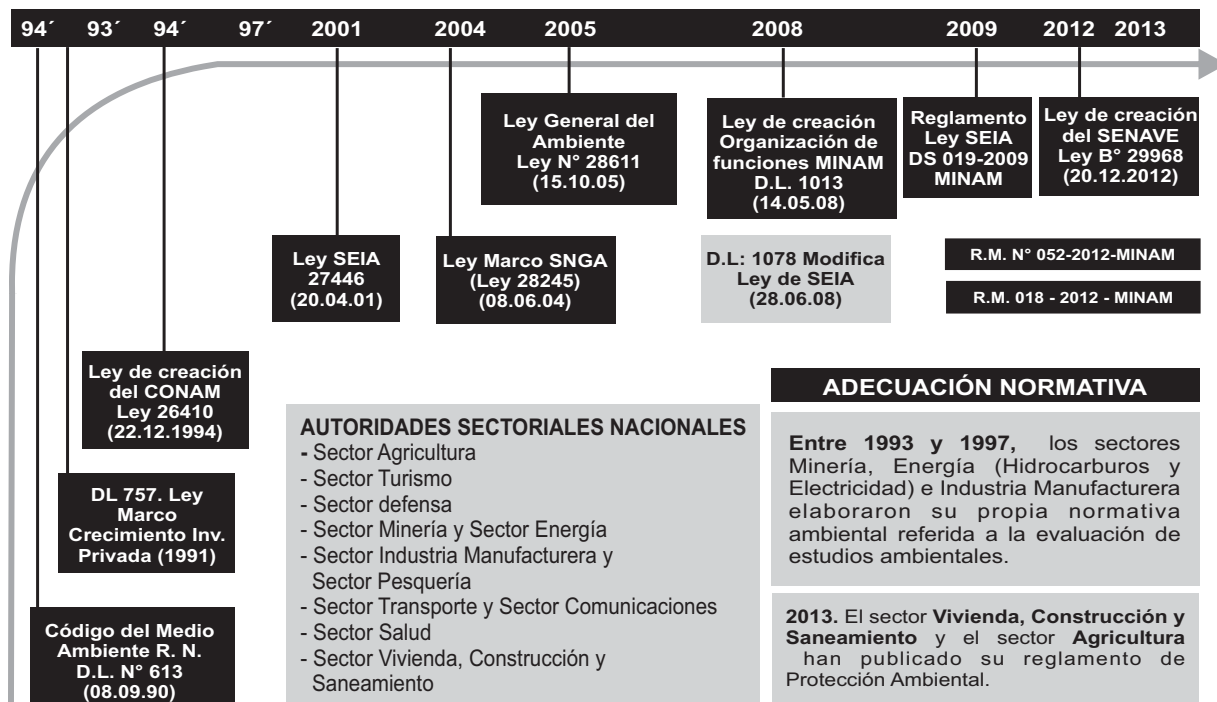 94´ 93´ 94´ 97´ 2001 2004 2005 2008 2009 2012 2013
Ley General del
Ambiente
Ley N° 28611
(15.10.05)
Ley de creación
Organización de
funciones MINAM
D.L. 1013
(14.05.08)
Reglamento
Ley SEIA
DS 019-2009
MINAM
Ley de creación
del SENAVE
Ley B° 29968
(20.12.2012)
Ley SEIA
27446
(20.04.01)
Ley Marco SNGA
(Ley 28245)
(08.06.04)
D.L: 1078 Modifica
Ley de SEIA
(28.06.08)
R.M. N° 052-2012-MINAM
R.M. 018 - 2012 - MINAM
Ley de creación
del CONAM
Ley 26410
(22.12.1994)
DL 757. Ley
Marco
Crecimiento Inv.
Privada (1991)
Código del Medio
Ambiente R. N.
D.L. N° 613
(08.09.90)
AUTORIDADES SECTORIALES NACIONALES
- Sector Agricultura
- Sector Turismo
- Sector defensa
- Sector Minería y Sector Energía
- Sector Industria Manufacturera y
Sector Pesquería
- Sector Transporte y Sector Comunicaciones
- Sector Salud
- Sector Vivienda, Construcción y
Saneamiento
ADECUACIÓN NORMATIVA
Entre 1993 y 1997, los sectores
Minería, Energía (Hidrocarburos y
Electricidad) e Industria Manufacturera
elaboraron su propia normativa
ambiental referida a la evaluación de
estudios ambientales.
2013. El sector Vivienda, Construcción y
Saneamiento y el sector Agricultura
han publicado su reglamento de
Protección Ambiental.